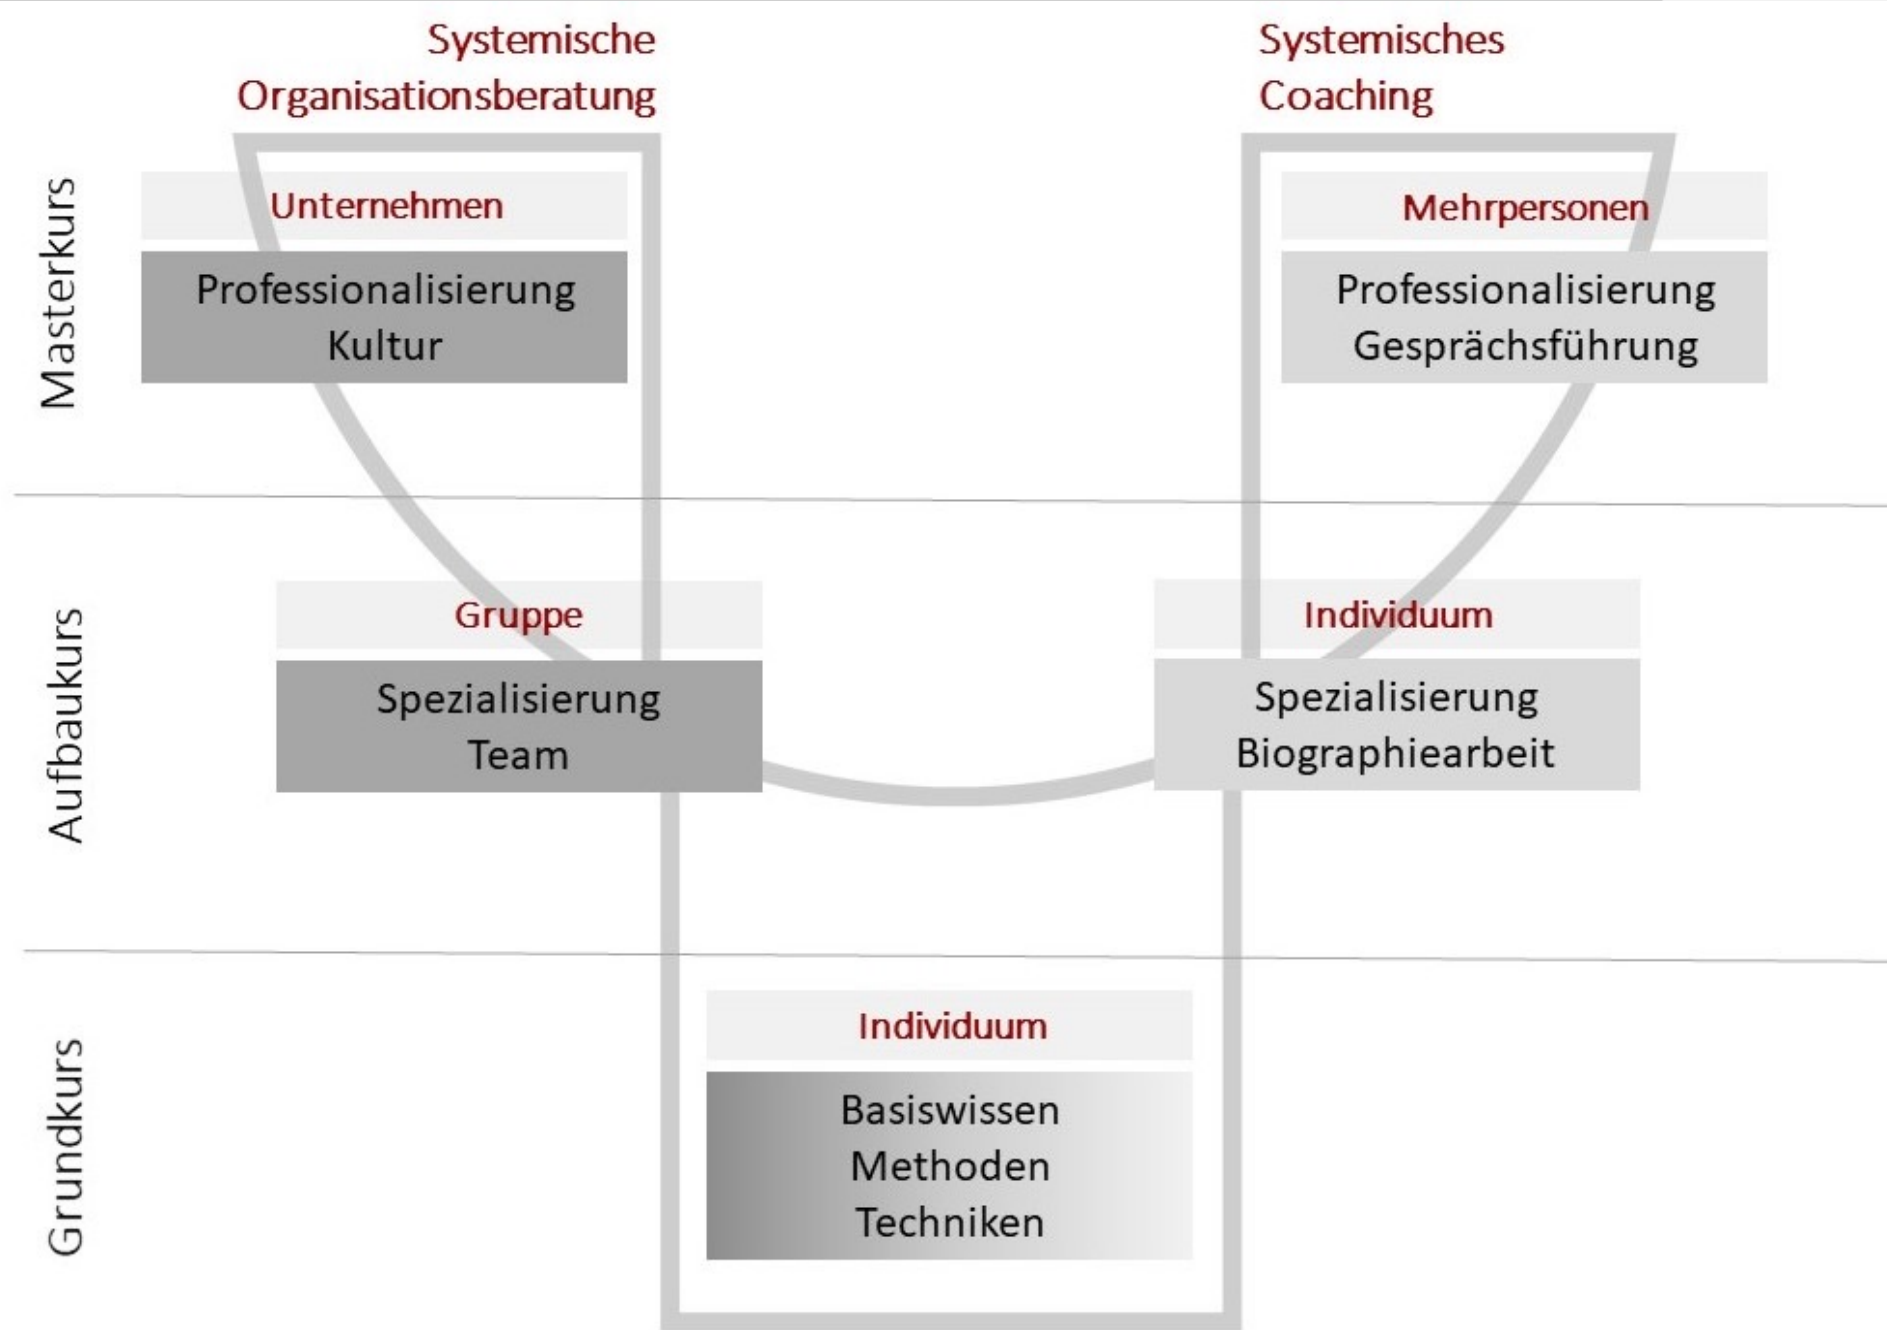 Systemische
Organisationsberatung
Systemisches
Coaching
Masterkurs
Unternehmen
Professionalisierung
Kultur
Mehrpersonen
Professionalisierung
Gesprächsführung
Aufbaukurs
Gruppe
Spezialisierung
Team
Individuum
Spezialisierung
Biographiearbeit
Grundkurs
Individuum
Basiswissen
Methoden
Techniken